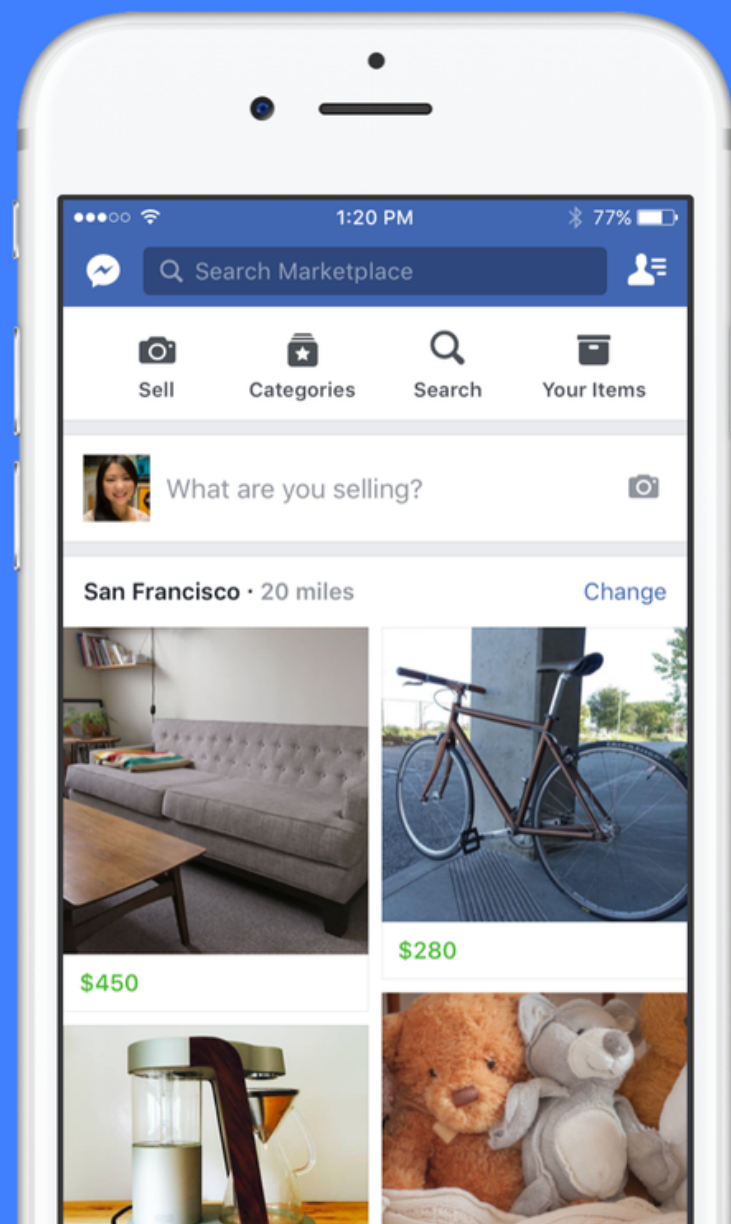 1:20 PM
77%
Search Marketplace
Sell
Categories
Search
Your Items
What are you selling?
San Francisco · 20 miles
Change
$450
$280